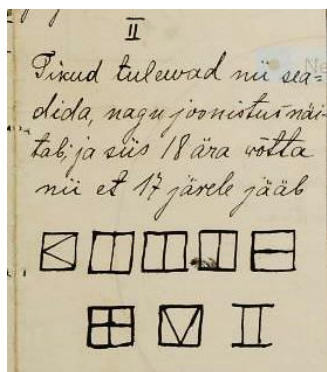 II
Tikud tulewad nii sea=
dida, nagu joonistus näi-
tab, ja siis 18 ära wõtta
nii et 17 järele jääb